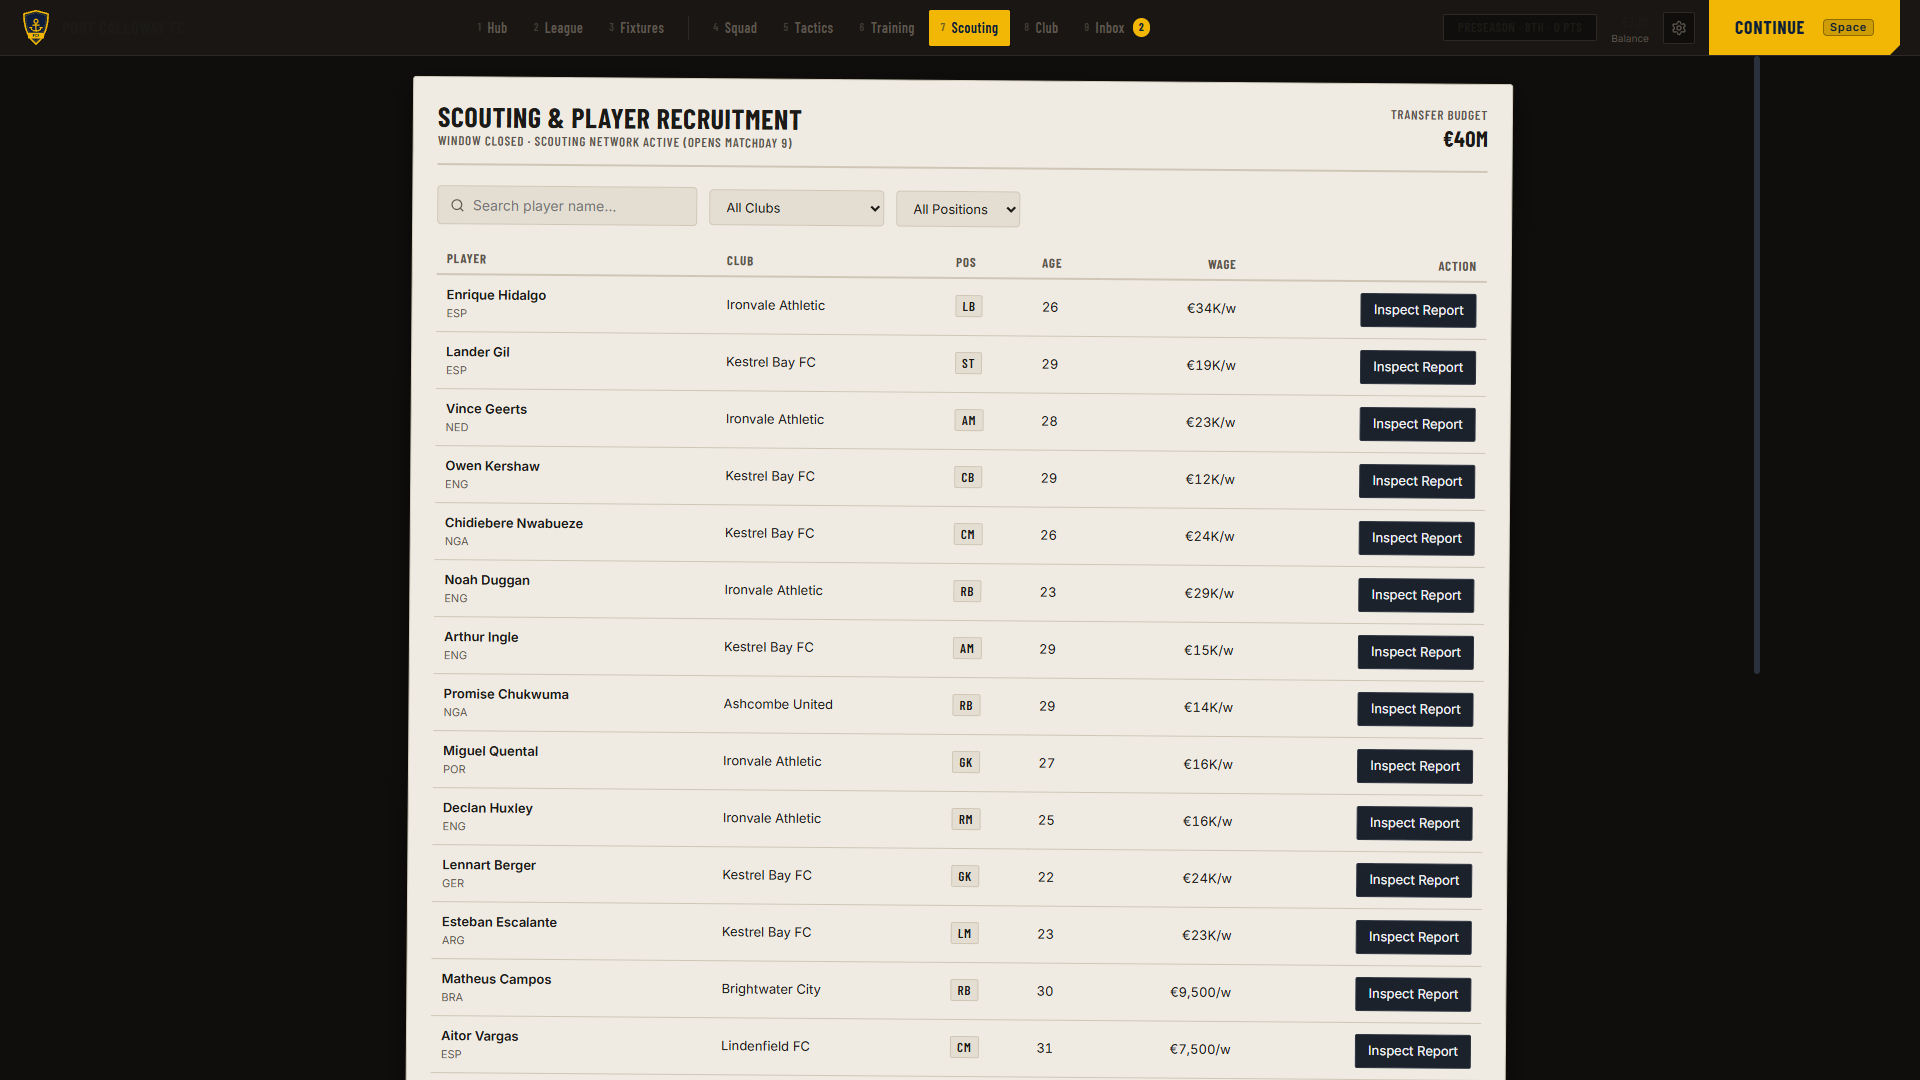 PORT CALLOWAY FC
1 Hub
2 League
3 Fixtures
4 Squad
5 Tactics
6 Training
7 Scouting
8 Club
9 Inbox 2
PRESEASON · 8TH · 0 PTS
Balance
CONTINUE Space
SCOUTING & PLAYER RECRUITMENT
WINDOW CLOSED · SCOUTING NETWORK ACTIVE (OPENS MATCHDAY 9)
TRANSFER BUDGET
€40M
Search player name...
All Clubs
All Positions
PLAYER CLUB POS AGE WAGE ACTION
Enrique Hidalgo Ironvale Athletic LB 26 €34K/w Inspect Report
ESP
Lander Gil Kestrel Bay FC ST 29 €19K/w Inspect Report
ESP
Vince Geerts Ironvale Athletic AM 28 €23K/w Inspect Report
NED
Owen Kershaw Kestrel Bay FC CB 29 €12K/w Inspect Report
ENG
Chidiebere Nwabueze Kestrel Bay FC CM 26 €24K/w Inspect Report
NGA
Noah Duggan Ironvale Athletic RB 23 €29K/w Inspect Report
ENG
Arthur Ingle Kestrel Bay FC AM 29 €15K/w Inspect Report
ENG
Promise Chukwuma Ashcombe United RB 29 €14K/w Inspect Report
NGA
Miguel Quental Ironvale Athletic GK 27 €16K/w Inspect Report
POR
Declan Huxley Ironvale Athletic RM 25 €16K/w Inspect Report
ENG
Lennart Berger Kestrel Bay FC GK 22 €24K/w Inspect Report
GER
Esteban Escalante Kestrel Bay FC LM 23 €23K/w Inspect Report
ARG
Matheus Campos Brightwater City RB 30 €9,500/w Inspect Report
BRA
Aitor Vargas Lindenfield FC CM 31 €7,500/w Inspect Report
ESP